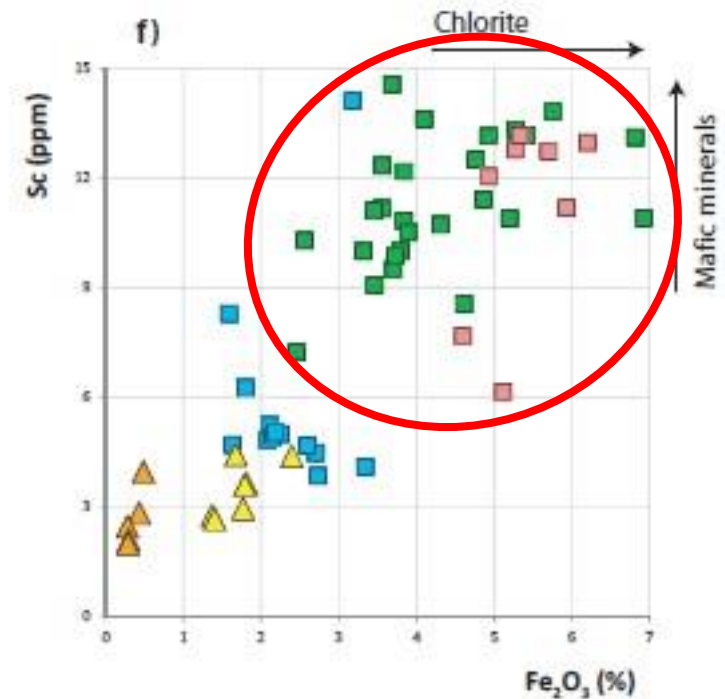 f)
Chlorite
Sc (ppm)
15
12
9
6
3
0
Mafic minerals
0 1 2 3 4 5 6 7
Fe₂O₃ (%)